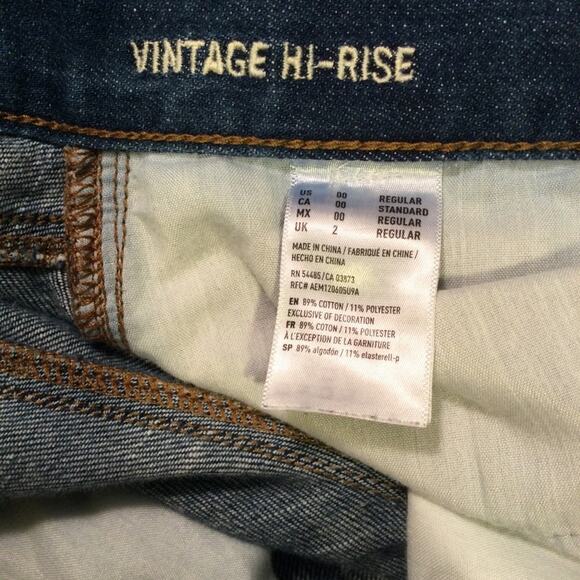 VINTAGE HI-RISE
US 00 REGULAR
CA 00 STANDARD
MX 00 REGULAR
UK 2 REGULAR
MADE IN CHINA / FABRIQUÉ EN CHINE /
HECHO EN CHINA
RN 54485/CA 03873
RFC# AEM120605U9A
EN 89% COTTON / 11% POLYESTER
EXCLUSIVE OF DECORATION
FR 89% COTON / 11% POLYESTER
À L'EXCEPTION DE LA GARNITURE
SP 89% algodón / 11% elasterell-p